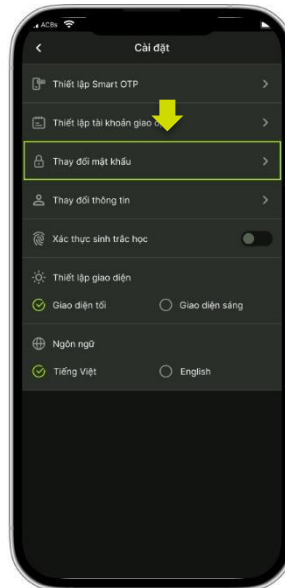 ACBs
Cài đặt
Thiết lập Smart OTP
Thiết lập tài khoản giao
Thay đổi mật khẩu
Thay đổi thông tin
Xác thực sinh trắc học
Thiết lập giao diện
Giao diện tối Giao diện sáng
Ngôn ngữ
Tiếng Việt English